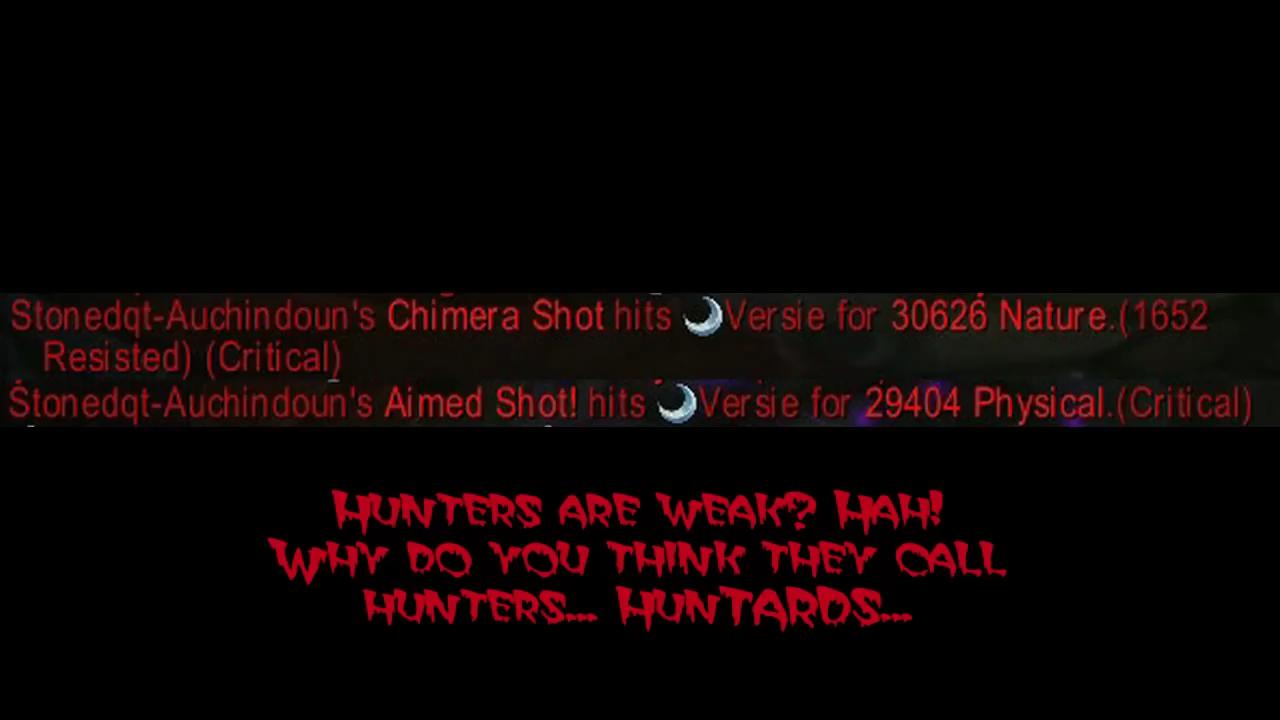 Stonedqt-Auchindoun's Chimera Shot hits Versie for 30626 Nature.(1652
Resisted) (Critical)
Stonedqt-Auchindoun's Aimed Shot! hits Versie for 29404 Physical.(Critical)
Hunters are weak? Hah!
Why do you think they call
hunters... HunTARDS...